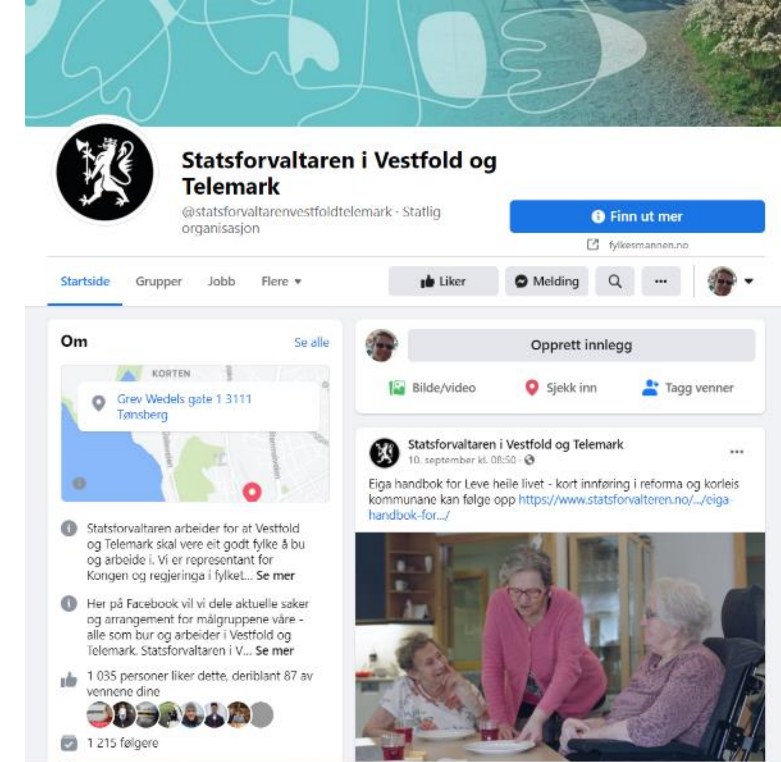 Statsforvaltaren i Vestfold og
Telemark
@statsforvaltarenvestfoldtelemark · Statlig
organisasjon
Finn ut mer
fylkesmannen.no
Startside
Grupper
Jobb
Flere
Liker
Melding
Om
Se alle
KORTEN
Grev Wedels gate 1 3111
Tønsberg
Statsforvaltaren arbeider for at Vestfold
og Telemark skal vere eit godt fylke å bu
og arbeide i. Vi er representant for
Kongen og regjeringa i fylket... Se mer
Her på Facebook vil vi dele aktuelle saker
og arrangement for målgruppene våre -
alle som bur og arbeider i Vestfold og
Telemark. Statsforvaltaren i V... Se mer
1 035 personer liker dette, deriblant 87 av
vennene dine
1 215 følgere
Opprett innlegg
Bilde/video
Sjekk inn
Tagg venner
Statsforvaltaren i Vestfold og Telemark
10. september kl. 08:50 ·
Eiga handbok for Leve heile livet - kort innføring i reforma og korleis
kommunane kan følge opp https://www.statsforvalteren.no/.../eiga-
handbok-for.../